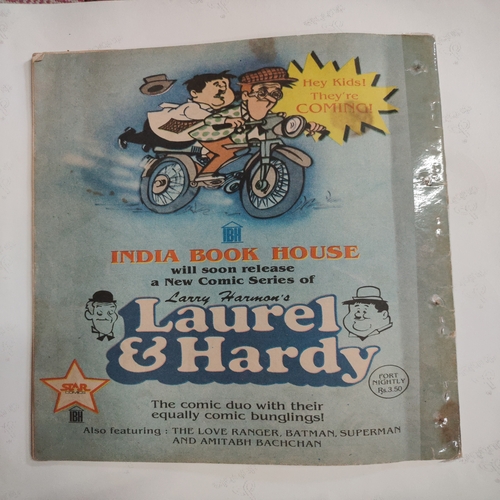 Hey Kids!
They're
COMING!
IBH
INDIA BOOK HOUSE
will soon release
a New Comic Series of
Larry Harmon's
Laurel
& Hardy
STAR
COMICS
IBH
FORT
NIGHTLY
Rs.3.50
The comic duo with their
equally comic bunglings!
Also featuring : THE LOVE RANGER, BATMAN, SUPERMAN
AND AMITABH BACHCHAN